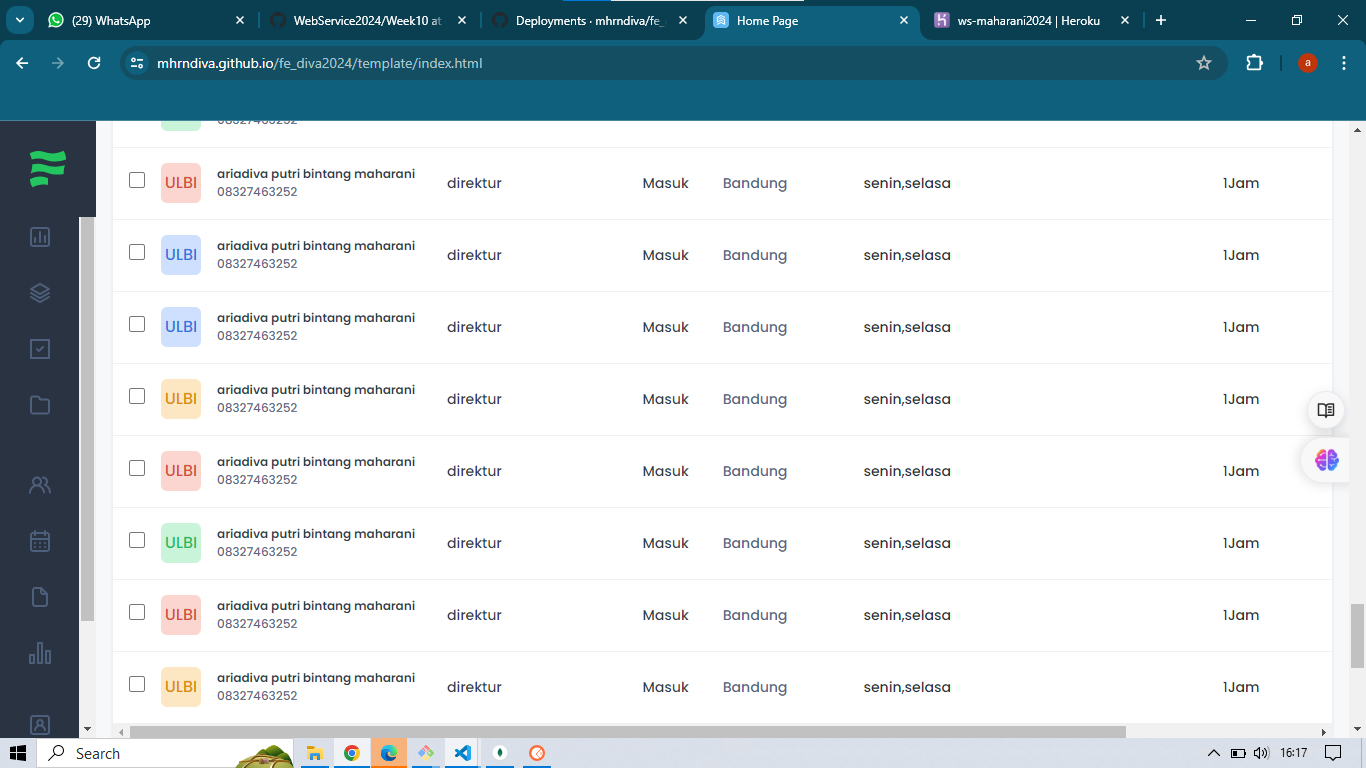 (29) WhatsApp
WebService2024/Week10 at
Deployments · mhrndiva/fe_
Home Page
ws-maharani2024 | Heroku
mhrndiva.github.io/fe_diva2024/template/index.html
a
08327463252
ULBI ariadiva putri bintang maharani
08327463252
direktur Masuk Bandung senin,selasa 1Jam
ULBI ariadiva putri bintang maharani
08327463252
direktur Masuk Bandung senin,selasa 1Jam
ULBI ariadiva putri bintang maharani
08327463252
direktur Masuk Bandung senin,selasa 1Jam
ULBI ariadiva putri bintang maharani
08327463252
direktur Masuk Bandung senin,selasa 1Jam
ULBI ariadiva putri bintang maharani
08327463252
direktur Masuk Bandung senin,selasa 1Jam
ULBI ariadiva putri bintang maharani
08327463252
direktur Masuk Bandung senin,selasa 1Jam
ULBI ariadiva putri bintang maharani
08327463252
direktur Masuk Bandung senin,selasa 1Jam
ULBI ariadiva putri bintang maharani
08327463252
direktur Masuk Bandung senin,selasa 1Jam
Search
16:17